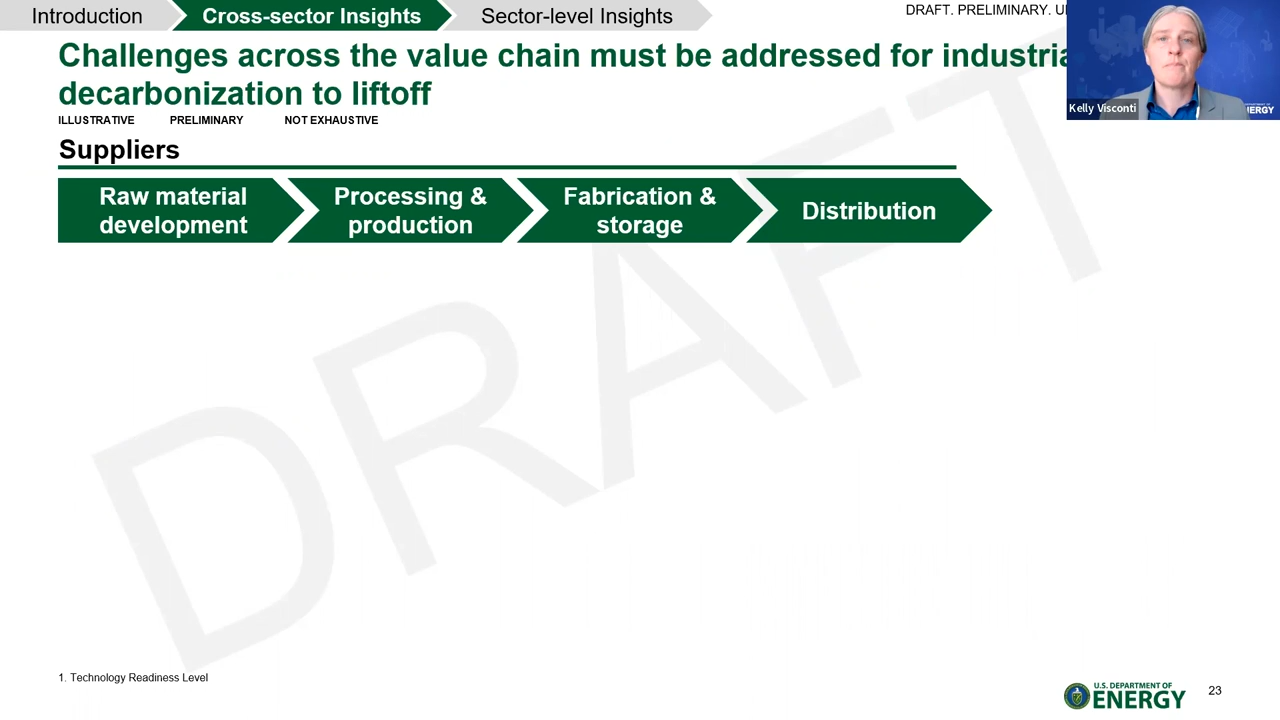 Introduction
Cross-sector Insights
Sector-level Insights
DRAFT. PRELIMINARY.
Challenges across the value chain must be addressed for
decarbonization to liftoff
ILLUSTRATIVE PRELIMINARY NOT EXHAUSTIVE
Kelly Visconti
Suppliers
Raw material
development
Processing &
production
Fabrication &
storage
Distribution
DRAFT
1. Technology Readiness Level
U.S. DEPARTMENT OF
ENERGY
23